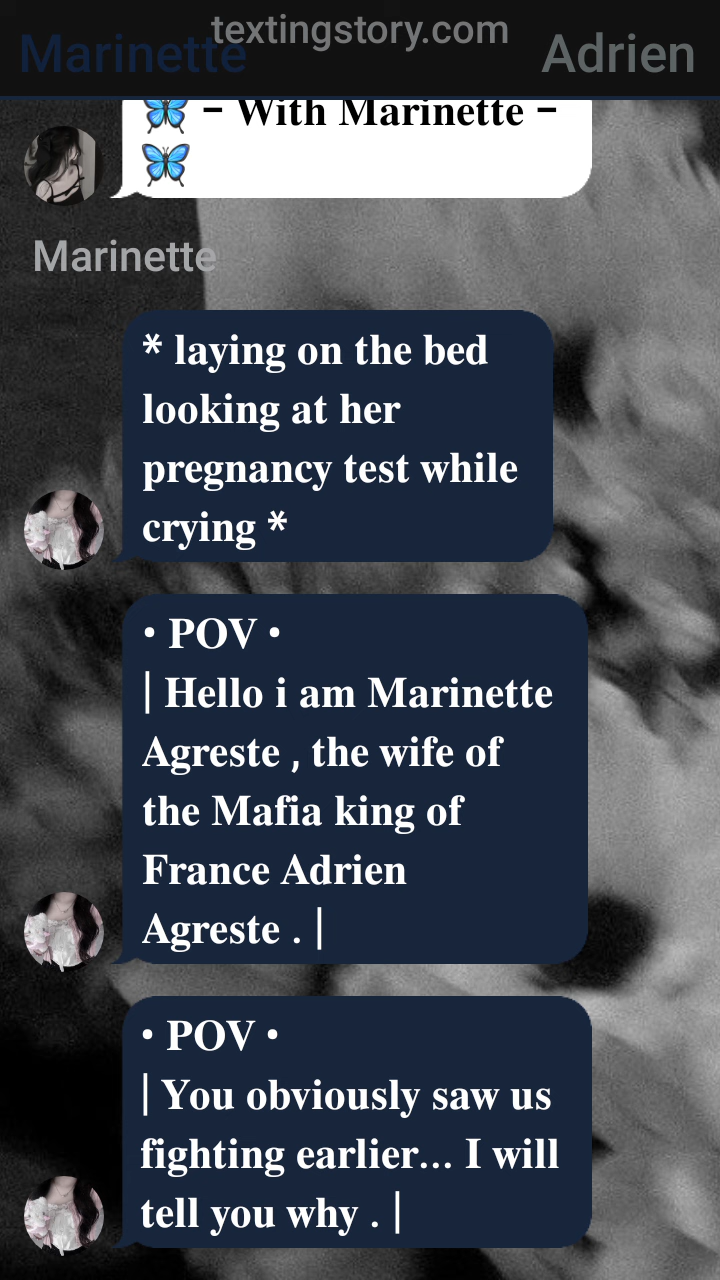 textingstory.com
Marinette Adrien
🦋 – With Marinette –
🦋
Marinette
* laying on the bed
looking at her
pregnancy test while
crying *
• POV •
| Hello i am Marinette
Agreste , the wife of
the Mafia king of
France Adrien
Agreste . |
• POV •
| You obviously saw us
fighting earlier... I will
tell you why . |